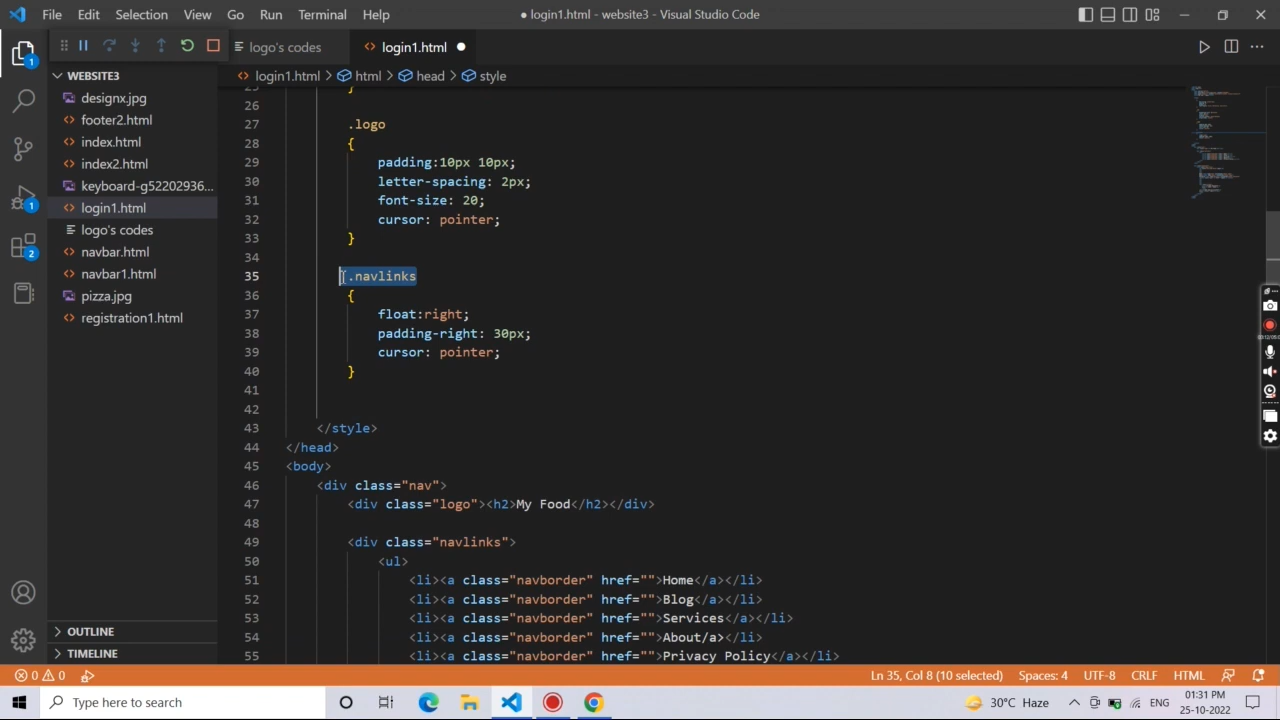 File Edit Selection View Go Run Terminal Help
● login1.html - website3 - Visual Studio Code
logo's codes
login1.html ●
login1.html > html > head > style
WEBSITE3
designx.jpg
footer2.html
index.html
index2.html
keyboard-g52202936...
login1.html
logo's codes
navbar.html
navbar1.html
pizza.jpg
registration1.html
OUTLINE
TIMELINE
1
1
2
25 }
26
27 .logo
28 {
29 padding:10px 10px;
30 letter-spacing: 2px;
31 font-size: 20;
32 cursor: pointer;
33 }
34
35 .navlinks
36 {
37 float:right;
38 padding-right: 30px;
39 cursor: pointer;
40 }
41
42
43 </style>
44 </head>
45 <body>
46 <div class="nav">
47 <div class="logo"><h2>My Food</h2></div>
48
49 <div class="navlinks">
50 <ul>
51 <li><a class="navborder" href="">Home</a></li>
52 <li><a class="navborder" href="">Blog</a></li>
53 <li><a class="navborder" href="">Services</a></li>
54 <li><a class="navborder" href="">About/a></li>
55 <li><a class="navborder" href="">Privacy Policy</a></li>
0 0
Ln 35, Col 8 (10 selected) Spaces: 4 UTF-8 CRLF HTML
Type here to search
30°C Haze
ENG
01:31 PM
25-10-2022